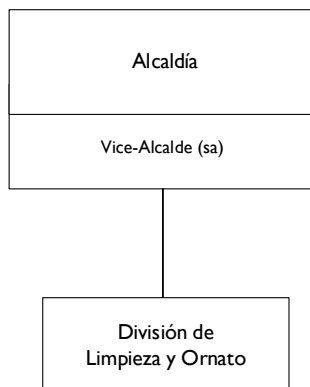 Alcaldía
Vice-Alcalde (sa)
División de
Limpieza y Ornato